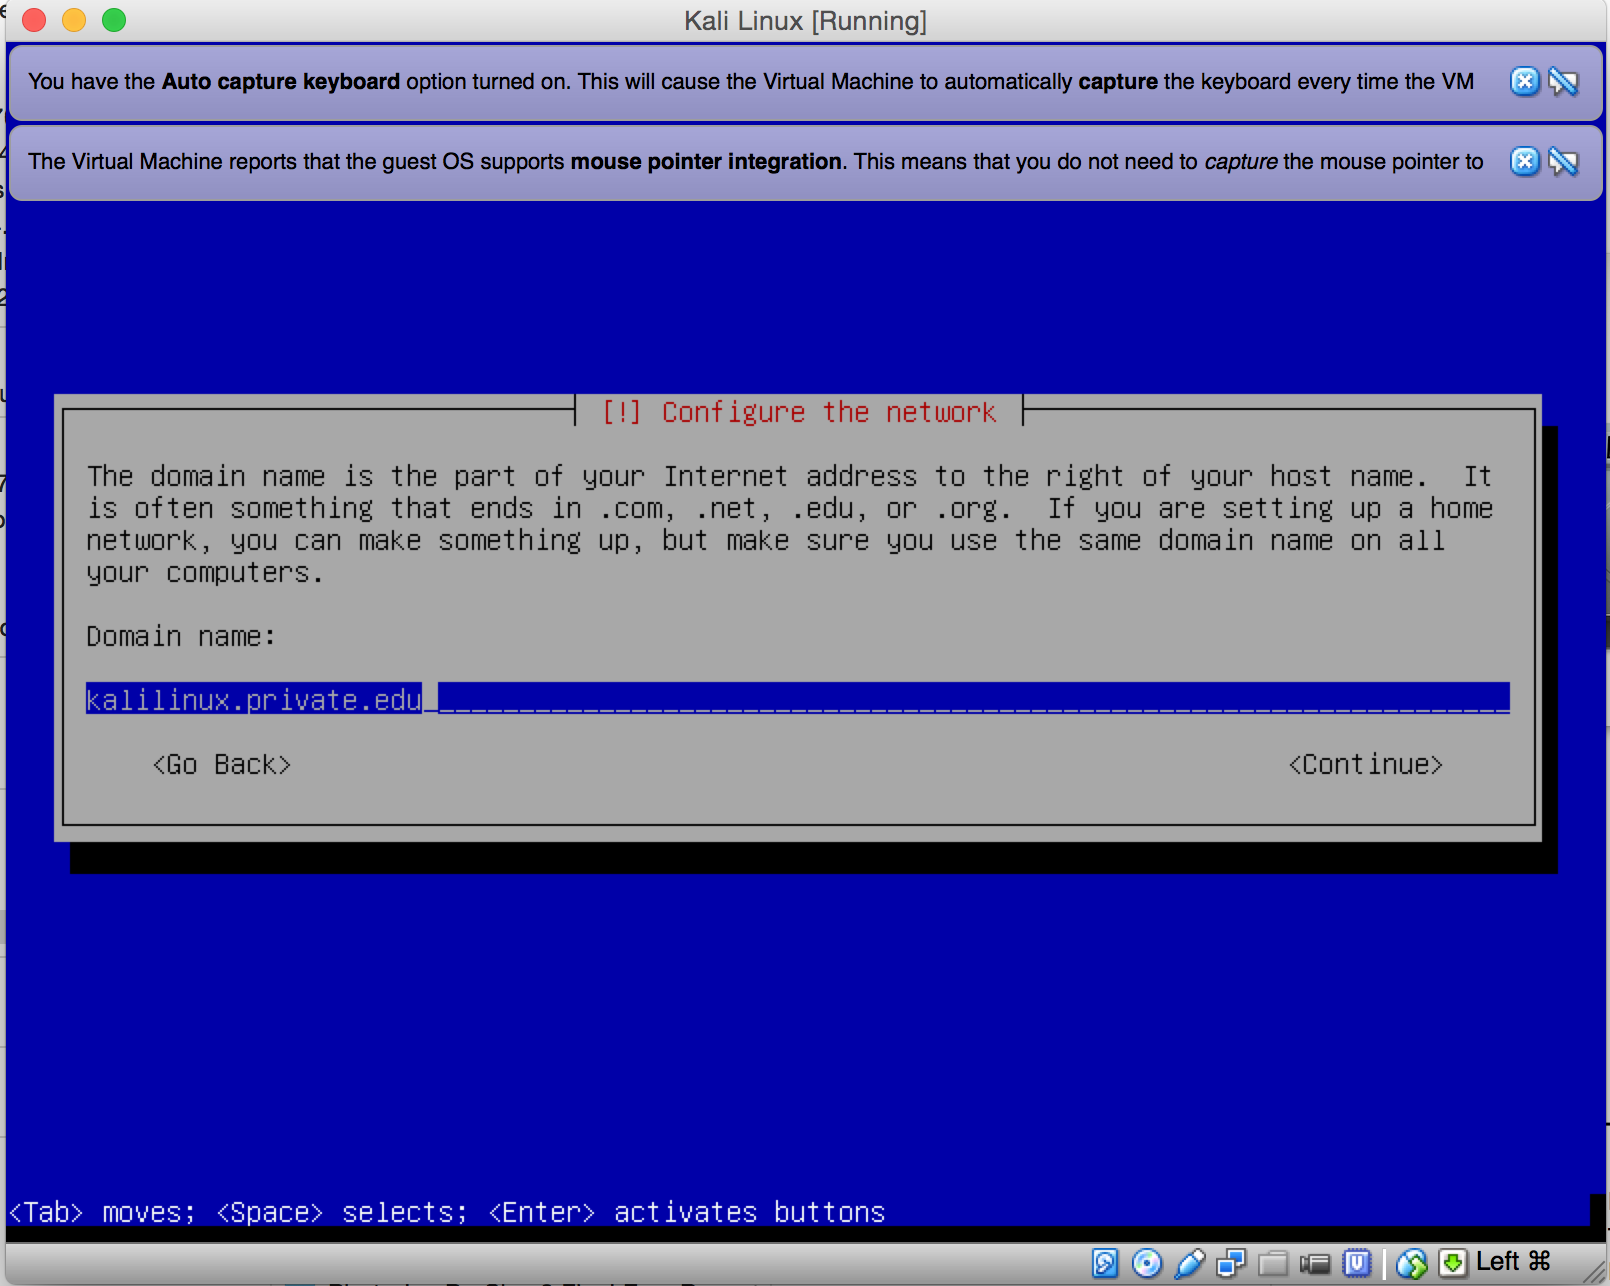 Kali Linux [Running]
You have the Auto capture keyboard option turned on. This will cause the Virtual Machine to automatically capture the keyboard every time the VM
The Virtual Machine reports that the guest OS supports mouse pointer integration. This means that you do not need to capture the mouse pointer to
[!] Configure the network
The domain name is the part of your Internet address to the right of your host name.  It
is often something that ends in .com, .net, .edu, or .org.  If you are setting up a home
network, you can make something up, but make sure you use the same domain name on all
your computers.
Domain name:
kalilinux.private.edu
<Go Back> <Continue>
<Tab> moves; <Space> selects; <Enter> activates buttons
Left ⌘